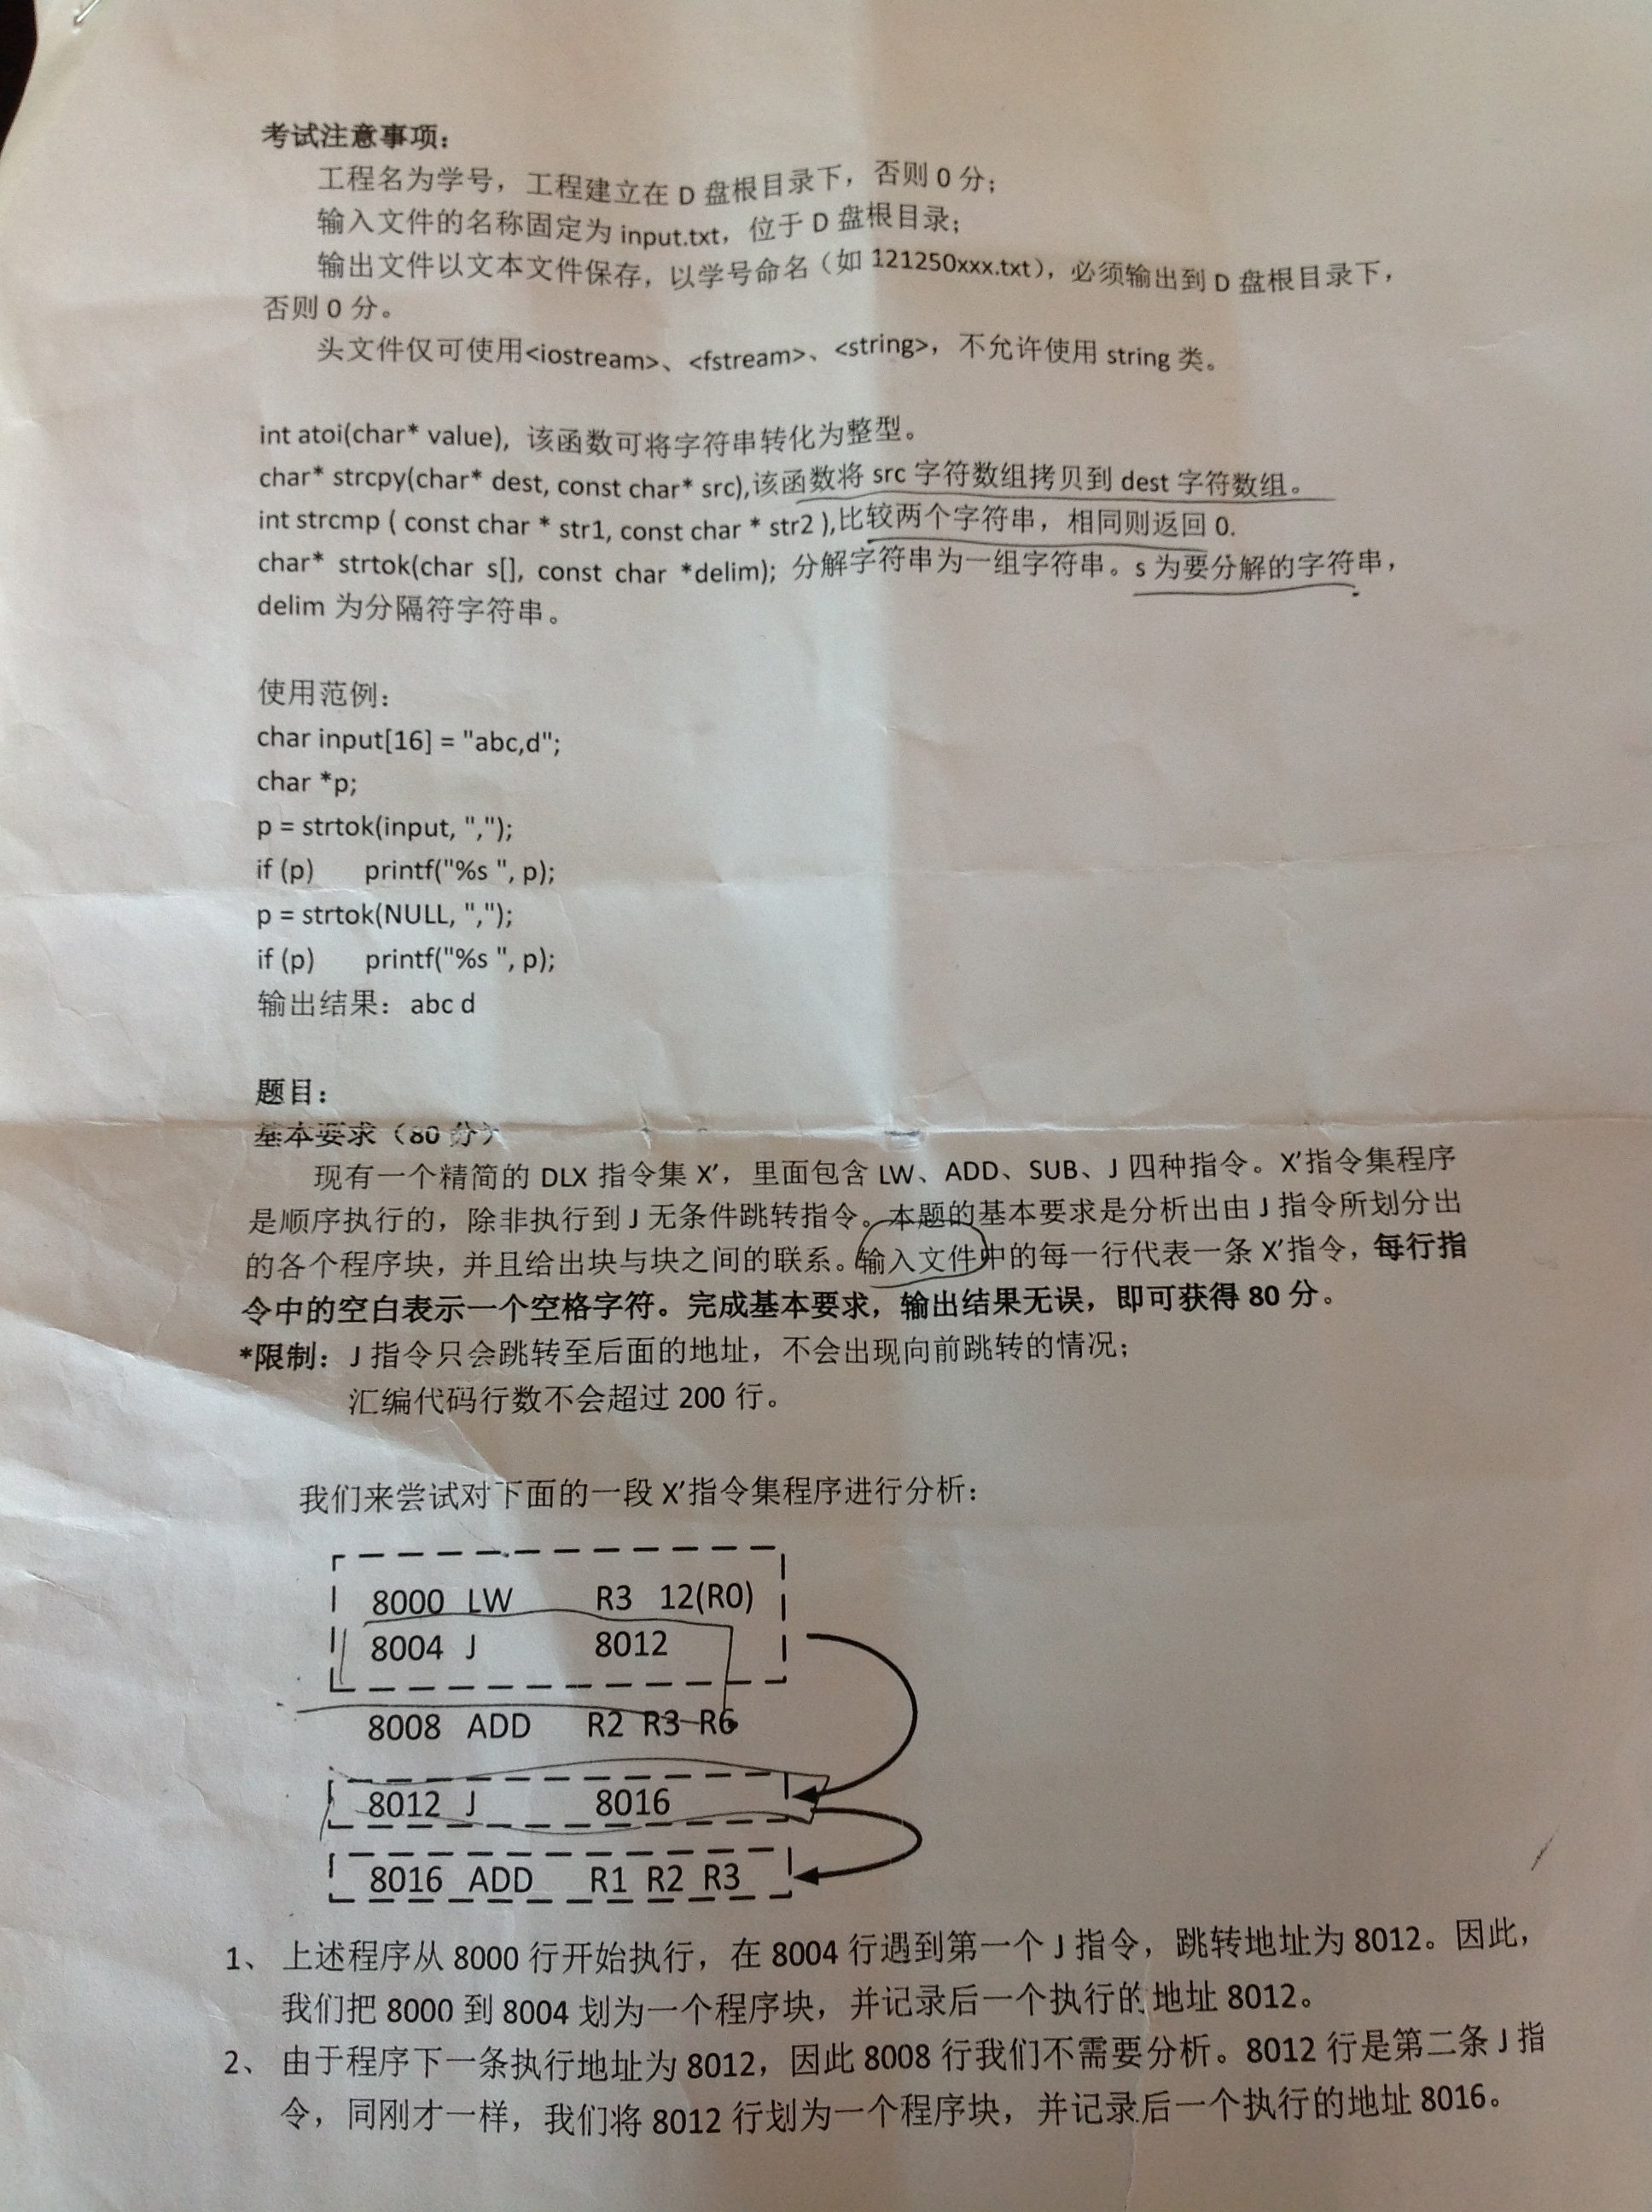 考试注意事项：
工程名为学号，工程建立在 D 盘根目录下，否则 0 分；
输入文件的名称固定为 input.txt，位于 D 盘根目录；
输出文件以文本文件保存，以学号命名（如 121250xxx.txt），必须输出到 D 盘根目录下，
否则 0 分。
头文件仅可使用<iostream>、<fstream>、<string>，不允许使用 string 类。
int atoi(char* value)，该函数可将字符串转化为整型。
char* strcpy(char* dest, const char* src),该函数将 src 字符数组拷贝到 dest 字符数组。
int strcmp ( const char * str1, const char * str2 ),比较两个字符串，相同则返回 0.
char* strtok(char s[], const char *delim); 分解字符串为一组字符串。s 为要分解的字符串，
delim 为分隔符字符串。
使用范例：
char input[16] = "abc,d";
char *p;
p = strtok(input, ",");
if (p) printf("%s ", p);
p = strtok(NULL, ",");
if (p) printf("%s ", p);
输出结果：abc d
题目：
基本要求（80 分）
现有一个精简的 DLX 指令集 X′，里面包含 LW、ADD、SUB、J 四种指令。X′指令集程序
是顺序执行的，除非执行到 J 无条件跳转指令。本题的基本要求是分析出由 J 指令所划分出
的各个程序块，并且给出块与块之间的联系。输入文件中的每一行代表一条 X′指令，每行指
令中的空白表示一个空格字符。完成基本要求，输出结果无误，即可获得 80 分。
*限制：J 指令只会跳转至后面的地址，不会出现向前跳转的情况；
汇编代码行数不会超过 200 行。
我们来尝试对下面的一段 X′指令集程序进行分析：
8000 LW R3 12(R0)
8004 J 8012
8008 ADD R2 R3 R6
8012 J 8016
8016 ADD R1 R2 R3
1、 上述程序从 8000 行开始执行，在 8004 行遇到第一个 J 指令，跳转地址为 8012。因此，
我们把 8000 到 8004 划为一个程序块，并记录后一个执行的地址 8012。
2、 由于程序下一条执行地址为 8012，因此 8008 行我们不需要分析。8012 行是第二条 J 指
令，同刚才一样，我们将 8012 行划为一个程序块，并记录后一个执行的地址 8016。